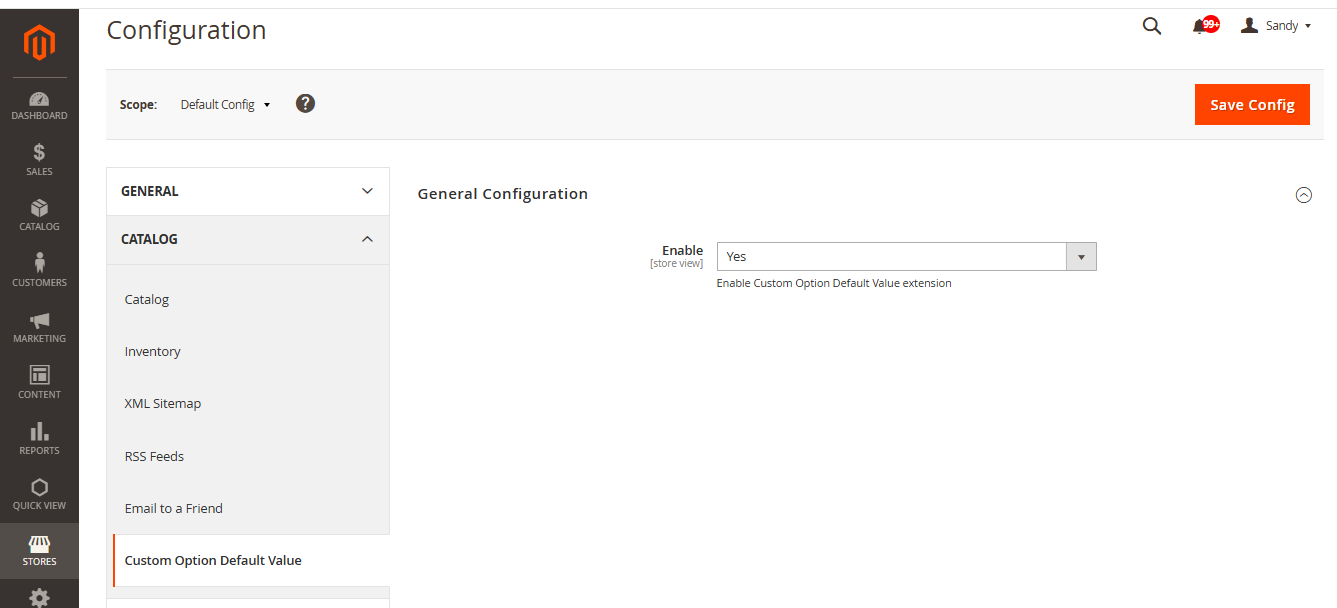 Configuration
99+
Sandy
Scope:
Default Config
?
Save Config
DASHBOARD
$
SALES
CATALOG
CUSTOMERS
MARKETING
CONTENT
REPORTS
QUICK VIEW
STORES
GENERAL
CATALOG
Catalog
Inventory
XML Sitemap
RSS Feeds
Email to a Friend
Custom Option Default Value
General Configuration
Enable
[store view]
Yes
Enable Custom Option Default Value extension